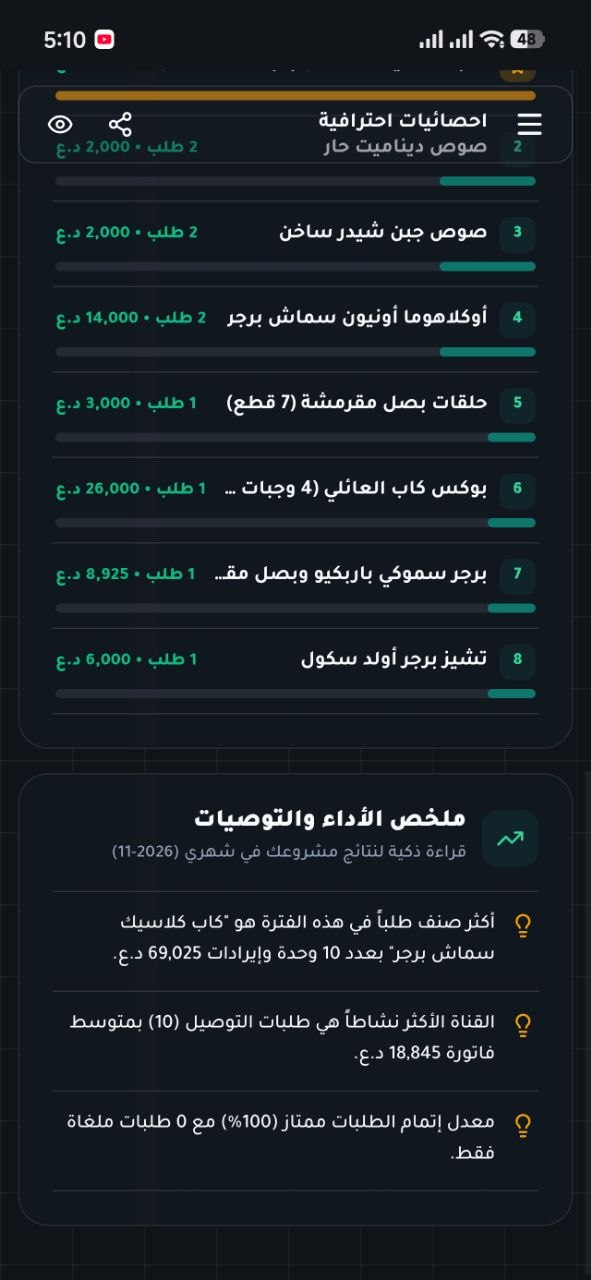 5:10
48
احصائيات احترافية
2 صوص ديناميت حار 2 طلب • 2,000 د.ع
3 صوص جبن شيدر ساخن 2 طلب • 2,000 د.ع
4 أوكلاهوما أونيون سماش برجر 2 طلب • 14,000 د.ع
5 حلقات بصل مقرمشة (7 قطع) 1 طلب • 3,000 د.ع
6 بوكس كاب العائلي (4 وجبات ... 1 طلب • 26,000 د.ع
7 برجر سموكي باربكيو وبصل مقـ... 1 طلب • 8,925 د.ع
8 تشيز برجر أولد سكول 1 طلب • 6,000 د.ع
ملخص الأداء والتوصيات
قراءة ذكية لنتائج مشروعك في شهري (2026-11)
أكثر صنف طلباً في هذه الفترة هو "كاب كلاسيك
سماش برجر" بعدد 10 وحدة وإيرادات 69,025 د.ع.
القناة الأكثر نشاطاً هي طلبات التوصيل (10) بمتوسط
فاتورة 18,845 د.ع.
معدل إتمام الطلبات ممتاز (100%) مع 0 طلبات ملغاة
فقط.